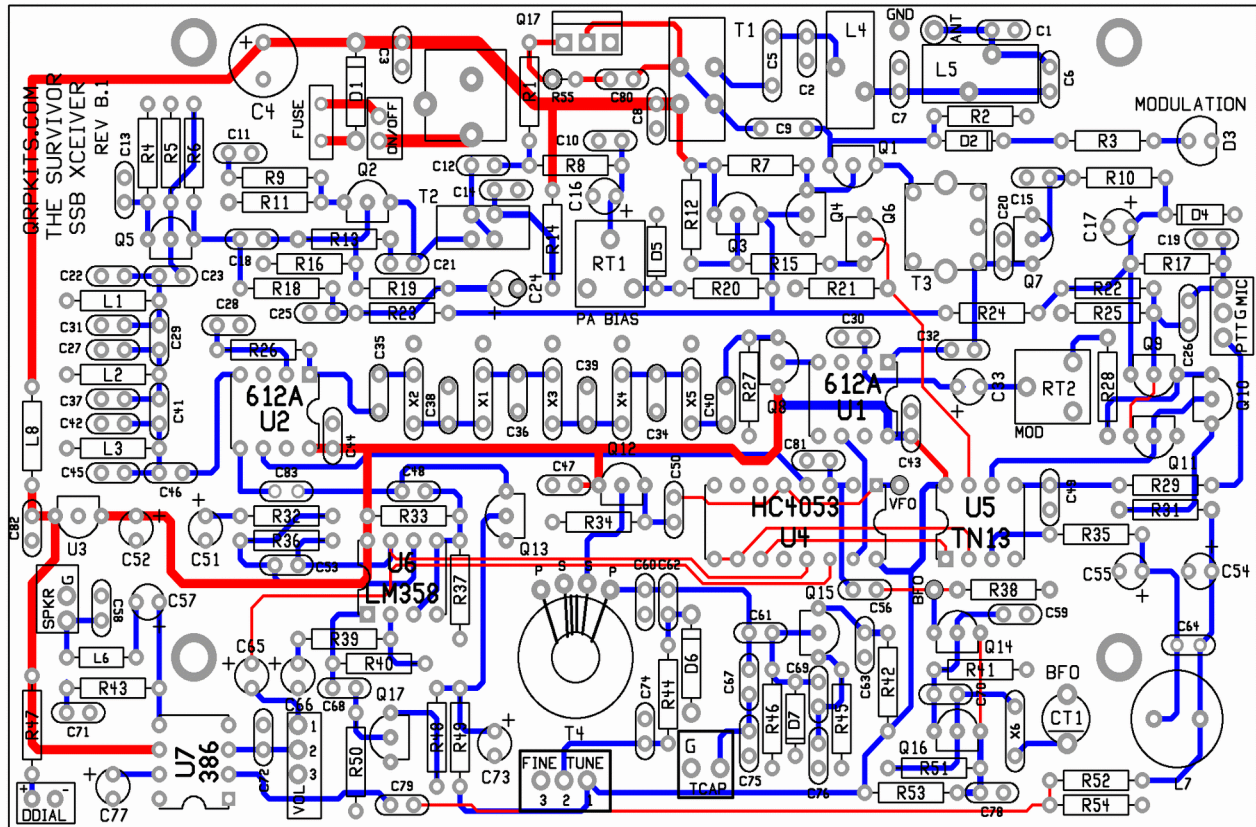 QRPKITS.COM
THE SURVIVOR
SSB XCEIVER
REV B.1
C4
D1
C3
FUSE
ON/OFF
Q17
R1
R55
C80
C8
T1
C5
C2
L4
GND
ANT
C1
L5
C6
C7
C9
R2
D2
R3
MODULATION
D3
C13
R4
R5
R6
C11
R9
R11
Q2
C12
C14
T2
R8
C10
C16
R14
RT1
D5
PA BIAS
R12
R7
Q3
Q4
Q1
Q6
R15
R20
R21
T3
C20
C15
Q7
R10
C17
D4
C19
R17
R22
R24
R25
C26
GMIC
PTT
Q5
C22
C23
C18
R13
R16
R18
R19
R23
C21
C24
C25
L1
C31
C29
C27
L2
C37
C41
C42
L3
C45
C46
C28
R26
612A
U2
C44
C35
X2
C38
X1
C36
X3
C39
X4
C34
X5
C40
R27
Q8
C30
612A
U1
C32
C33
RT2
MOD
R28
Q9
Q10
Q11
C43
C81
L8
C82
U3
C52
C51
C83
C48
R32
R36
R33
C53
Q12
C47
R34
C50
Q13
HC4053
U4
VFO
U5
TN13
C49
R29
R31
R35
C55
C54
SPKR
G
C58
C57
L6
R43
C71
U6
LM358
R37
R39
R40
C65
C66
C68
P
S
S
P
C60
C62
R44
D6
C61
C67
C69
Q15
C63
R42
C56
BFO
R38
C59
Q14
R41
C70
C64
R47
DDIAL
+
-
U7
386
C77
C72
VOL
1
2
3
R50
Q17
R48
R49
C73
C79
T4
FINE TUNE
3
2
1
C74
G
TCAP
C75
R46
D7
R45
C76
Q16
R51
R53
C78
X6
BFO
CT1
R52
R54
L7